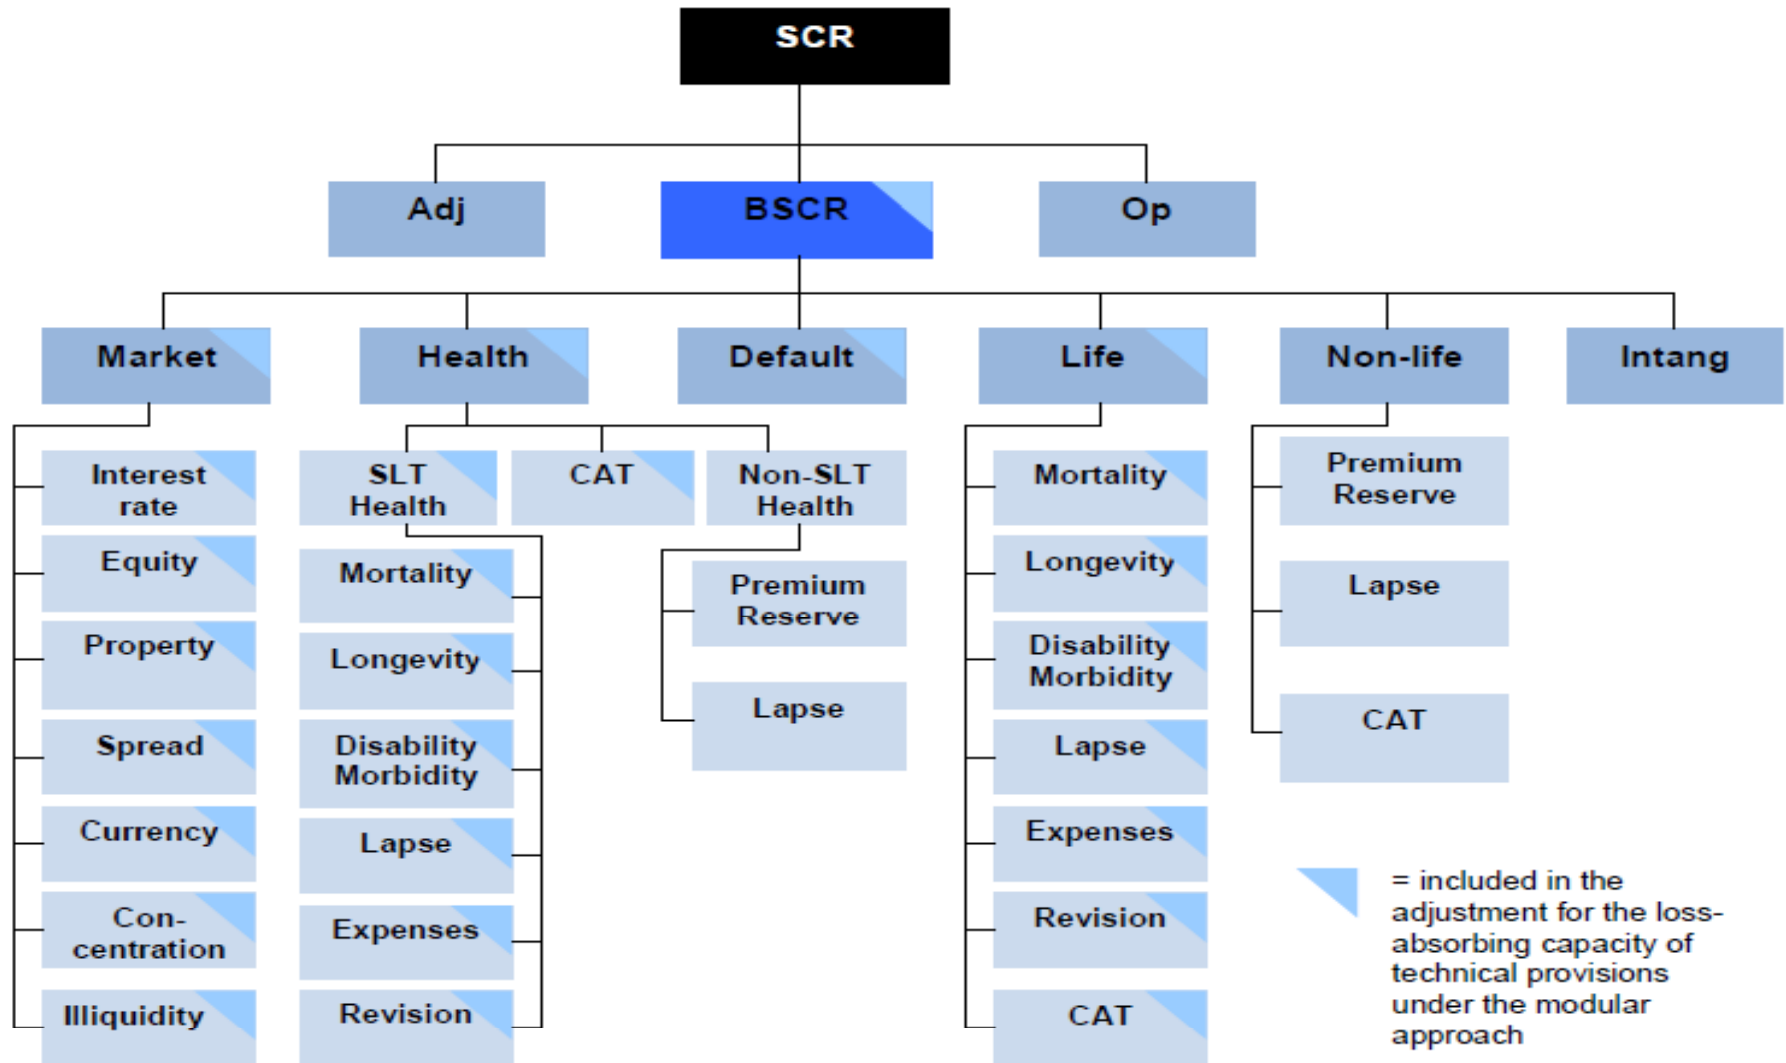 SCR
Adj
BSCR
Op
Market
Health
Default
Life
Non-life
Intang
Interest
rate
Equity
Property
Spread
Currency
Con-
centration
Illiquidity
SLT
Health
CAT
Non-SLT
Health
Mortality
Longevity
Disability
Morbidity
Lapse
Expenses
Revision
Premium
Reserve
Lapse
Mortality
Longevity
Disability
Morbidity
Lapse
Expenses
Revision
CAT
Premium
Reserve
Lapse
CAT
= included in the
adjustment for the loss-
absorbing capacity of
technical provisions
under the modular
approach